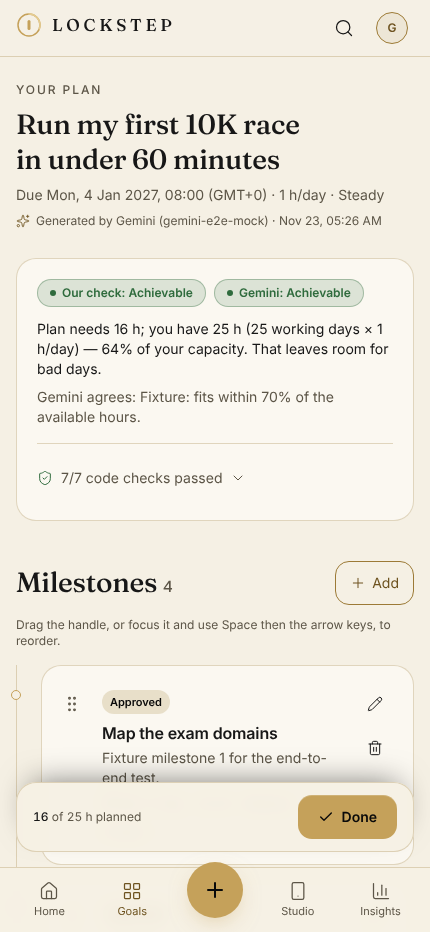 LOCKSTEP
G
YOUR PLAN
Run my first 10K race
in under 60 minutes
Due Mon, 4 Jan 2027, 08:00 (GMT+0) · 1 h/day · Steady
Generated by Gemini (gemini-e2e-mock) · Nov 23, 05:26 AM
Our check: Achievable
Gemini: Achievable
Plan needs 16 h; you have 25 h (25 working days × 1
h/day) — 64% of your capacity. That leaves room for
bad days.
Gemini agrees: Fixture: fits within 70% of the
available hours.
7/7 code checks passed
Milestones 4
Add
Drag the handle, or focus it and use Space then the arrow keys, to
reorder.
Approved
Map the exam domains
Fixture milestone 1 for the end-to-
end test.
16 of 25 h planned
Done
Home
Goals
Studio
Insights